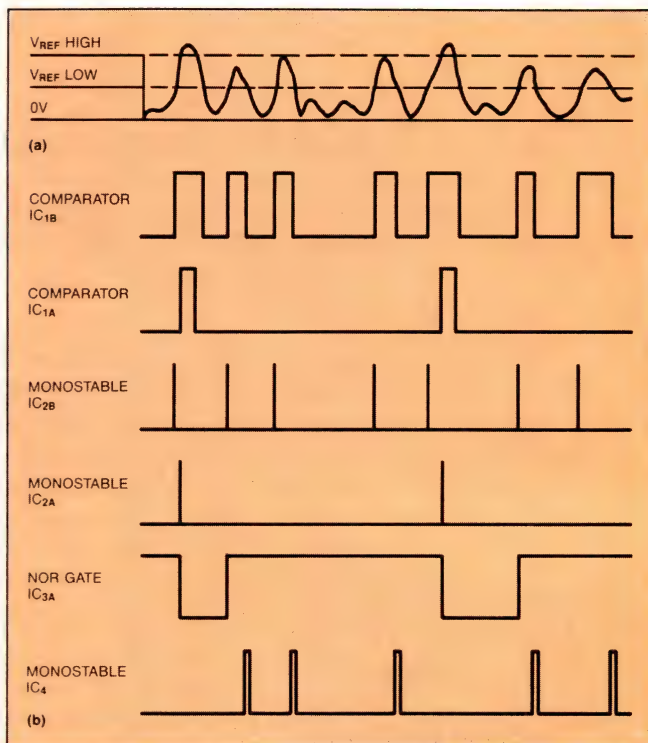 VREF HIGH
VREF LOW
0V
(a)
COMPARATOR
IC1B
COMPARATOR
IC1A
MONOSTABLE
IC2B
MONOSTABLE
IC2A
NOR GATE
IC3A
MONOSTABLE
IC4
(b)